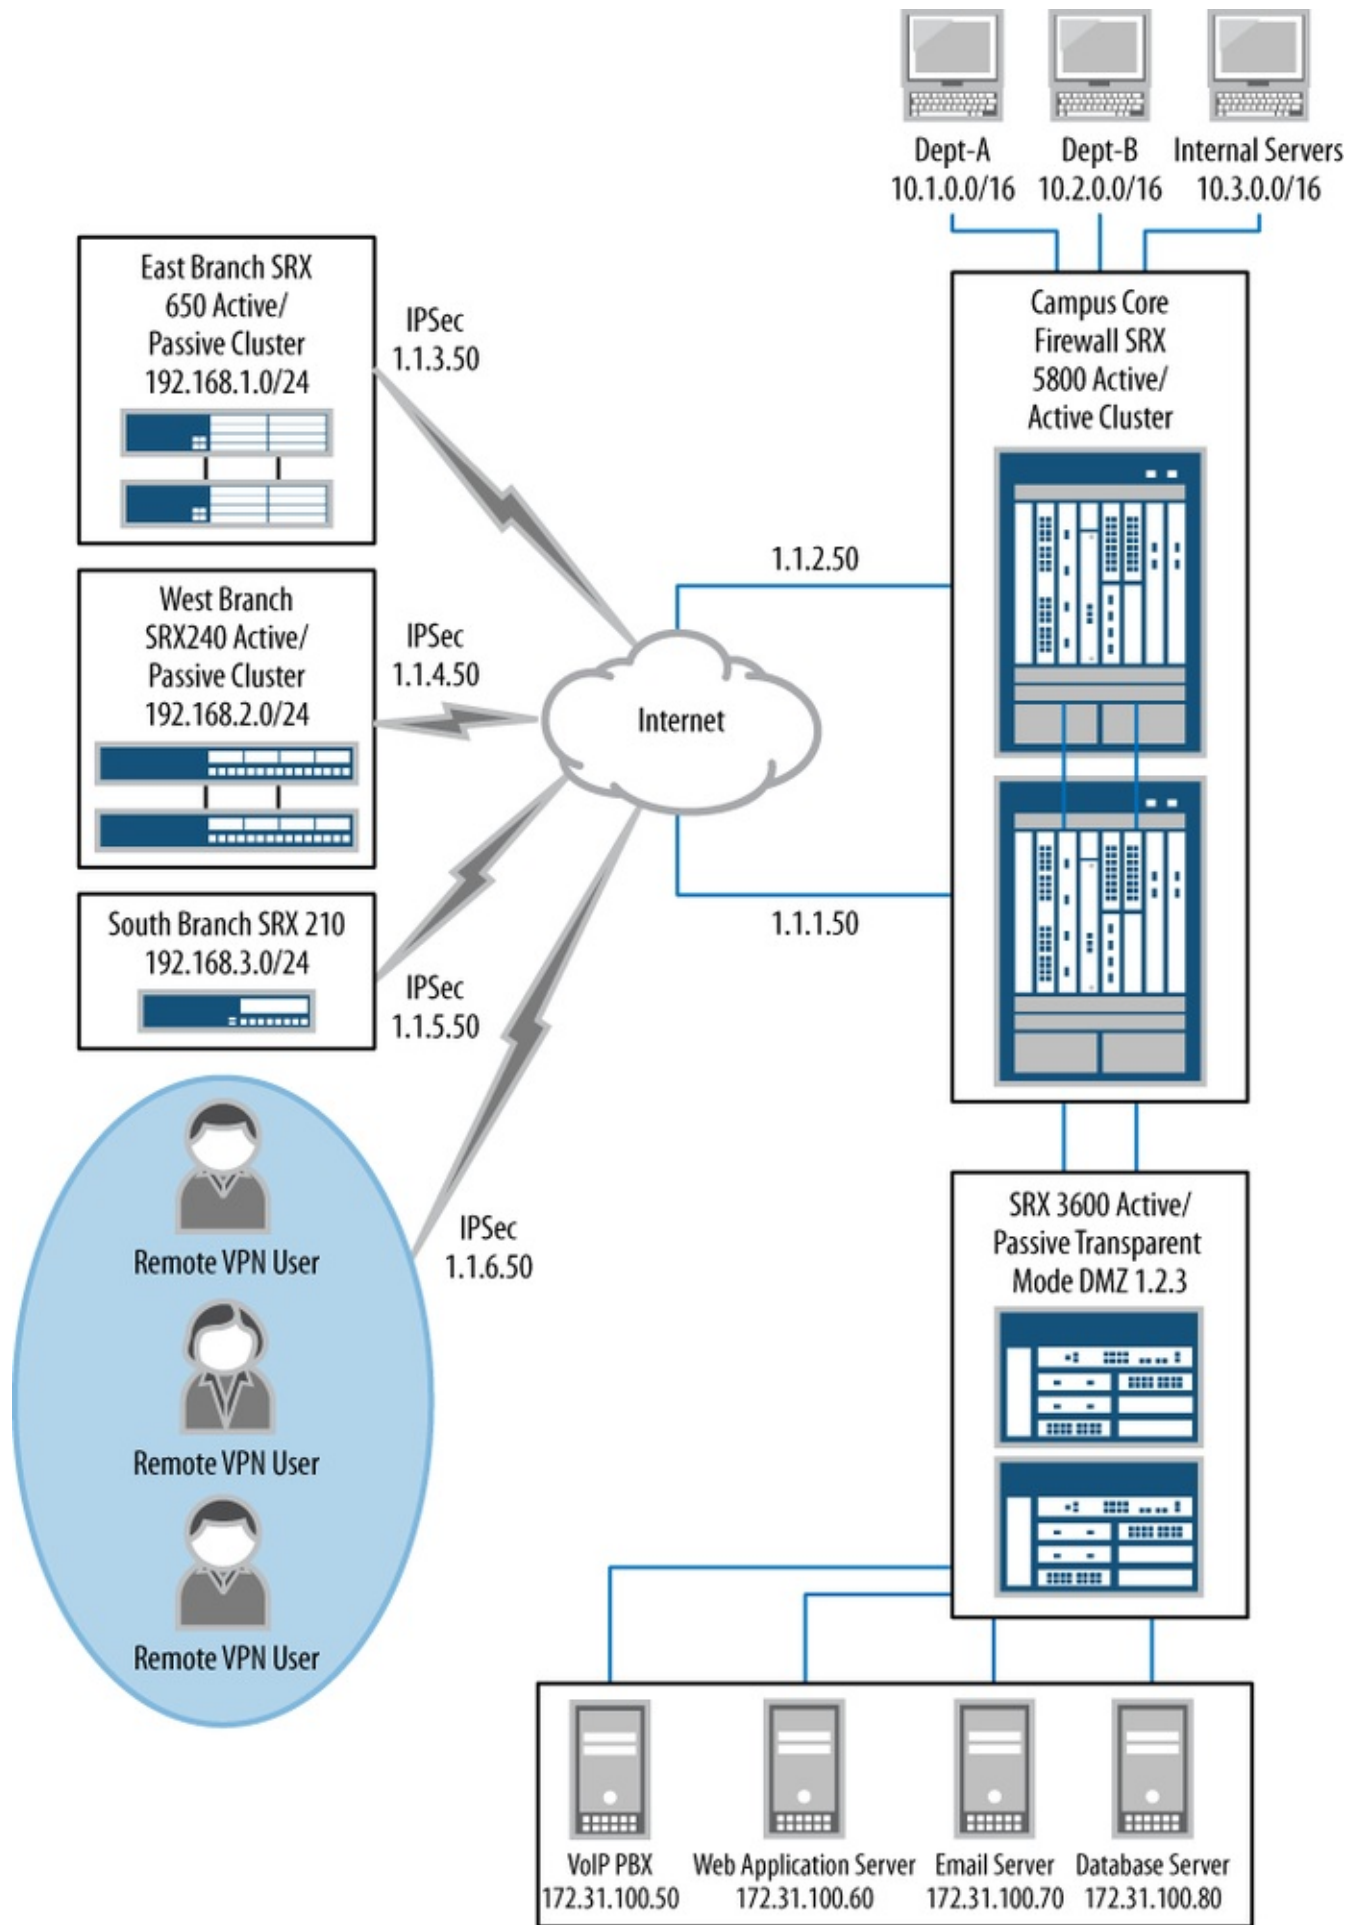 Dept-A
10.1.0.0/16
Dept-B
10.2.0.0/16
Internal Servers
10.3.0.0/16
East Branch SRX
650 Active/
Passive Cluster
192.168.1.0/24
IPSec
1.1.3.50
Campus Core
Firewall SRX
5800 Active/
Active Cluster
1.1.2.50
West Branch
SRX240 Active/
Passive Cluster
192.168.2.0/24
IPSec
1.1.4.50
Internet
South Branch SRX 210
192.168.3.0/24
IPSec
1.1.5.50
1.1.1.50
Remote VPN User
Remote VPN User
Remote VPN User
IPSec
1.1.6.50
SRX 3600 Active/
Passive Transparent
Mode DMZ 1.2.3
VoIP PBX
172.31.100.50
Web Application Server
172.31.100.60
Email Server
172.31.100.70
Database Server
172.31.100.80